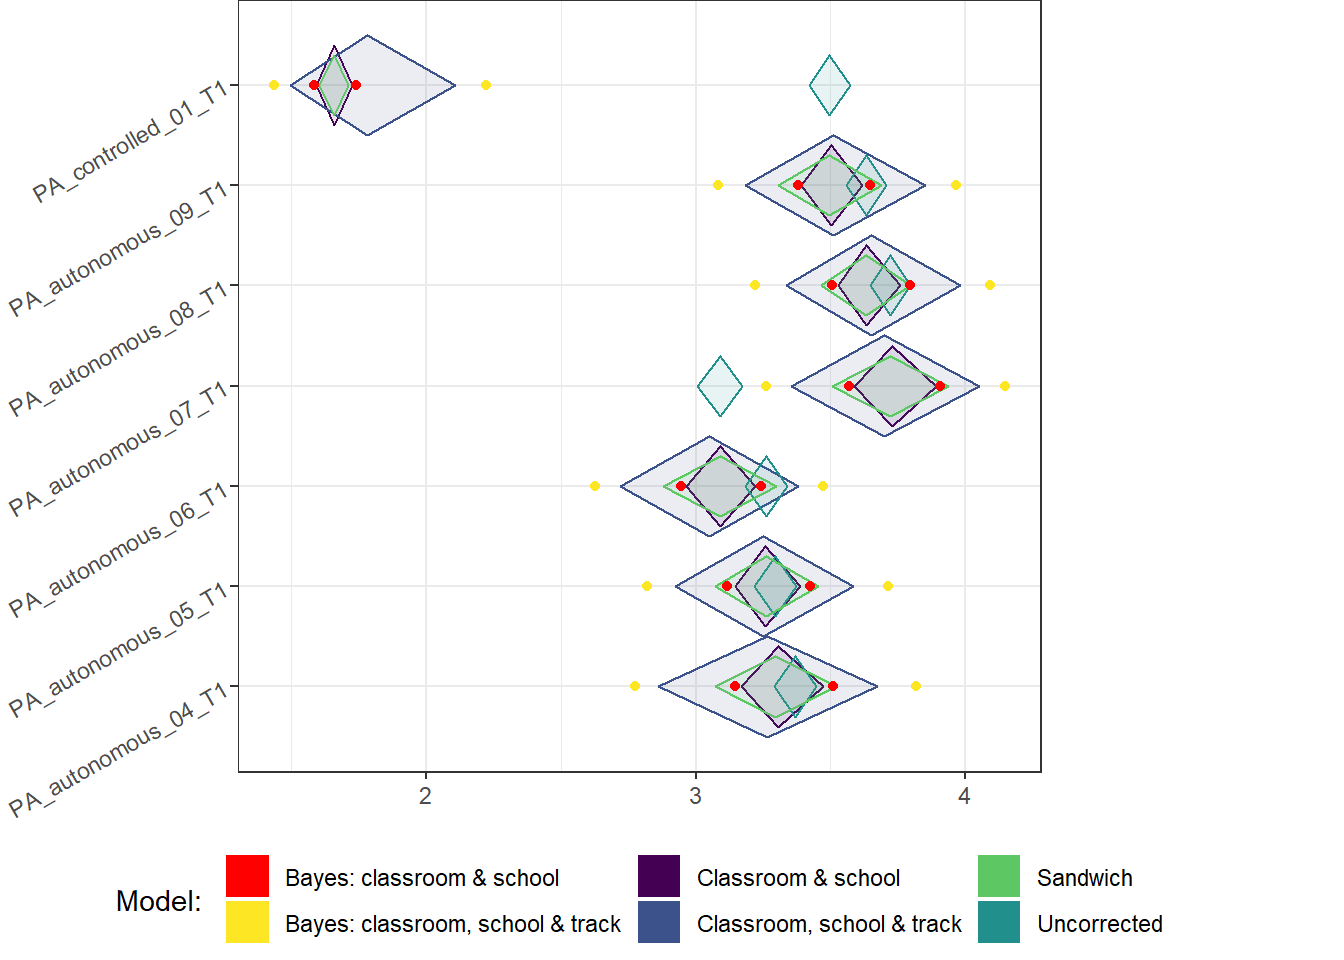 PA_controlled_01_T1
PA_autonomous_09_T1
PA_autonomous_08_T1
PA_autonomous_07_T1
PA_autonomous_06_T1
PA_autonomous_05_T1
PA_autonomous_04_T1
2 3 4
Model:
Bayes: classroom & school Classroom & school Sandwich
Bayes: classroom, school & track Classroom, school & track Uncorrected